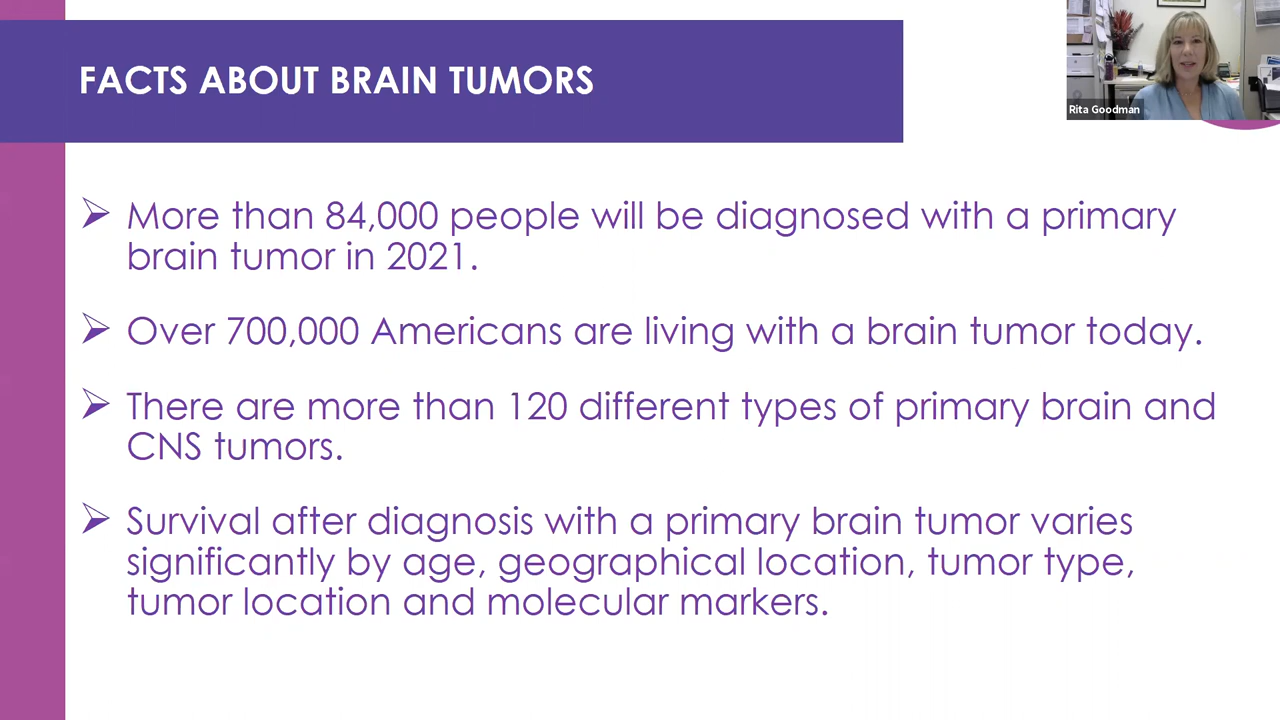 FACTS ABOUT BRAIN TUMORS
Rita Goodman
More than 84,000 people will be diagnosed with a primary
brain tumor in 2021.
Over 700,000 Americans are living with a brain tumor today.
There are more than 120 different types of primary brain and
CNS tumors.
Survival after diagnosis with a primary brain tumor varies
significantly by age, geographical location, tumor type,
tumor location and molecular markers.